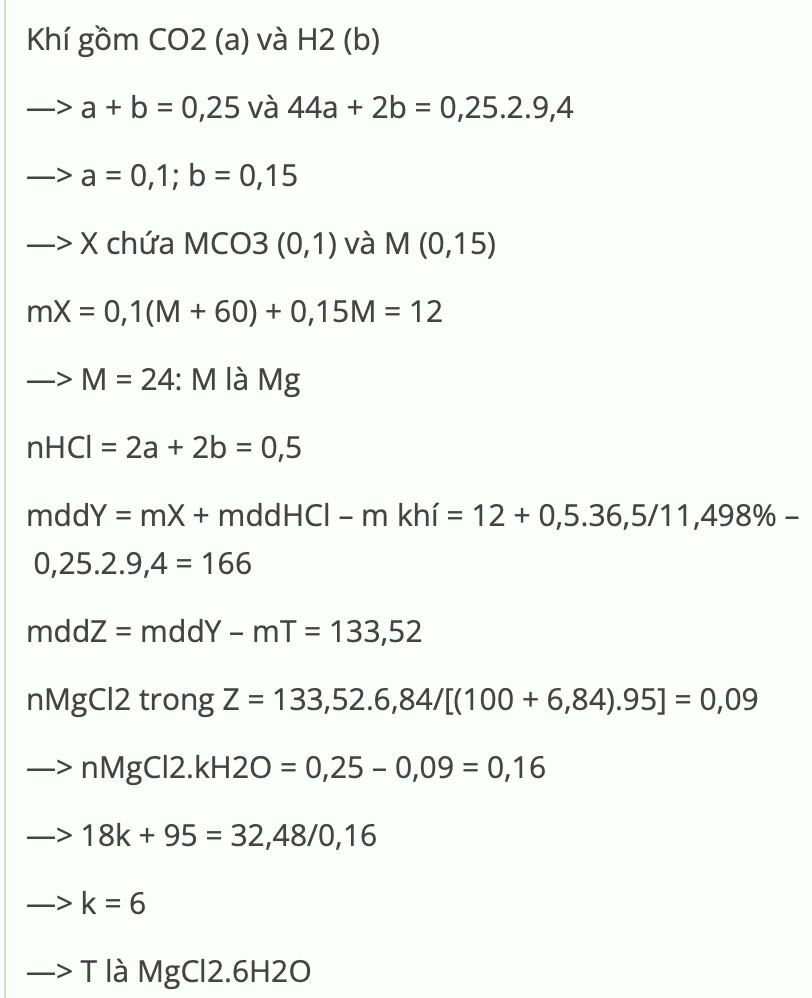 Khí gồm CO2 (a) và H2 (b)
—> a + b = 0,25 và 44a + 2b = 0,25.2.9,4
—> a = 0,1; b = 0,15
—> X chứa MCO3 (0,1) và M (0,15)
mX = 0,1(M + 60) + 0,15M = 12
—> M = 24: M là Mg
nHCl = 2a + 2b = 0,5
mddY = mX + mddHCl – m khí = 12 + 0,5.36,5/11,498% –
0,25.2.9,4 = 166
mddZ = mddY – mT = 133,52
nMgCl2 trong Z = 133,52.6,84/[(100 + 6,84).95] = 0,09
—> nMgCl2.kH2O = 0,25 – 0,09 = 0,16
—> 18k + 95 = 32,48/0,16
—> k = 6
—> T là MgCl2.6H2O